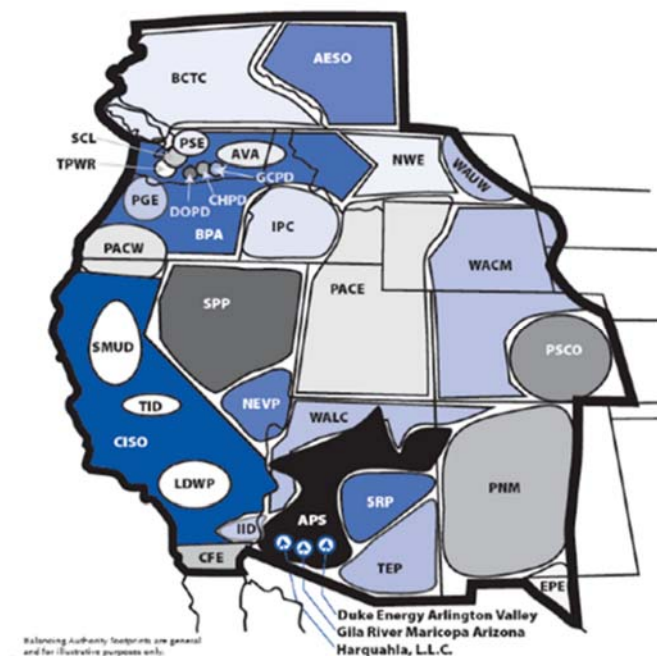 BCTC
AESO
SCL
PSE
TPWR
AVA
NWE
WAUW
GCPD
PGE
CHPD
DOPD
BPA
IPC
PACW
WACM
PACE
SPP
SMUD
PSCO
NEVP
TID
WALC
CISO
LDWP
SRP
PNM
APS
IID
CFE
TEP
EPE
Duke Energy Arlington Valley
Gila River Maricopa Arizona
Harquahla, L.L.C.
Balancing Authority footprints are general
and for illustrative purposes only.